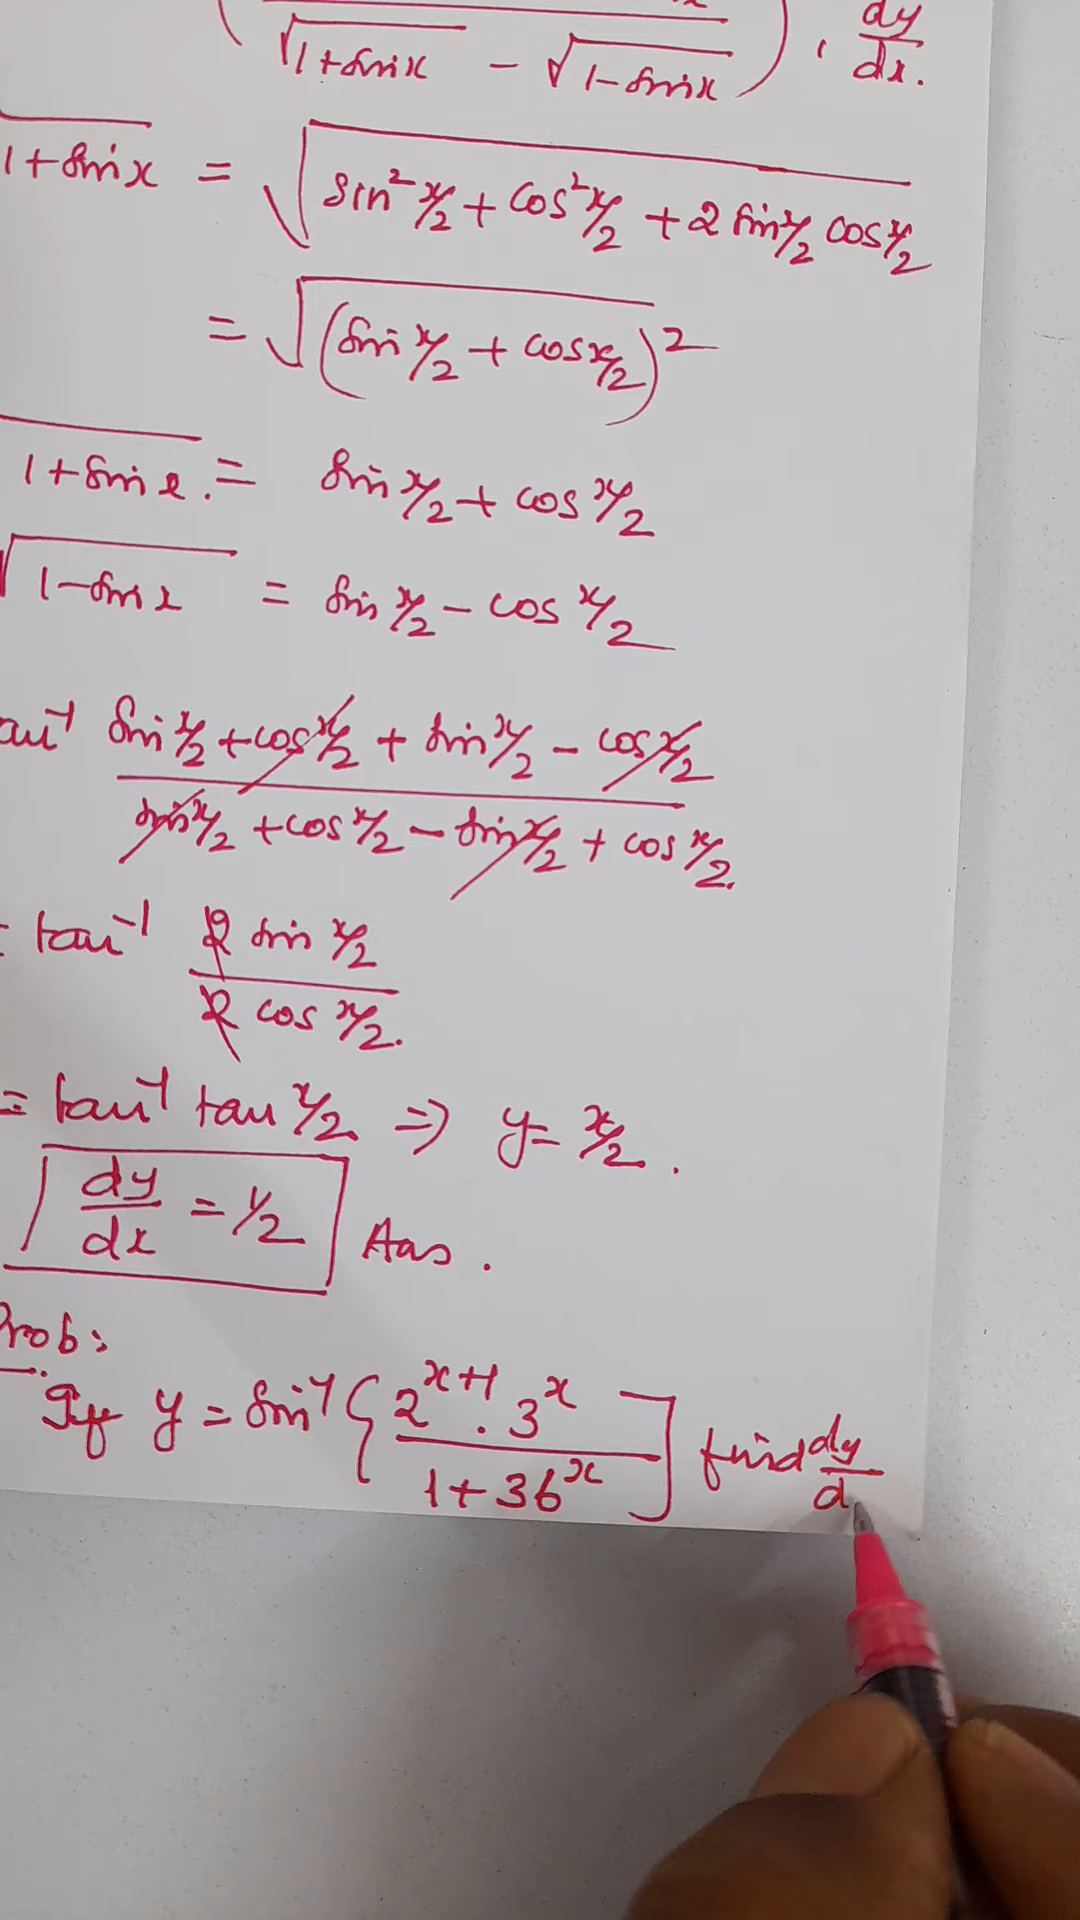 √1+sinx - √1-sinx ) , dy/dx.
1+sinx = √sin² x/2 + cos² x/2 + 2 sin x/2 cos x/2
= √(sin x/2 + cos x/2)²
1+sin x. = sin x/2 + cos x/2
√1-sin x = sin x/2 - cos x/2
tan⁻¹ sin x/2 + cos x/2 + sin x/2 - cos x/2
sin x/2 + cos x/2 - sin x/2 + cos x/2.
= tan⁻¹ 2 sin x/2
2 cos x/2.
= tan⁻¹ tan x/2 ⇒ y = x/2.
dy/dx = 1/2 Ans.
Prob:
If y = sin⁻¹ { 2^(x+1) . 3^x / 1+36^x ] find dy/d